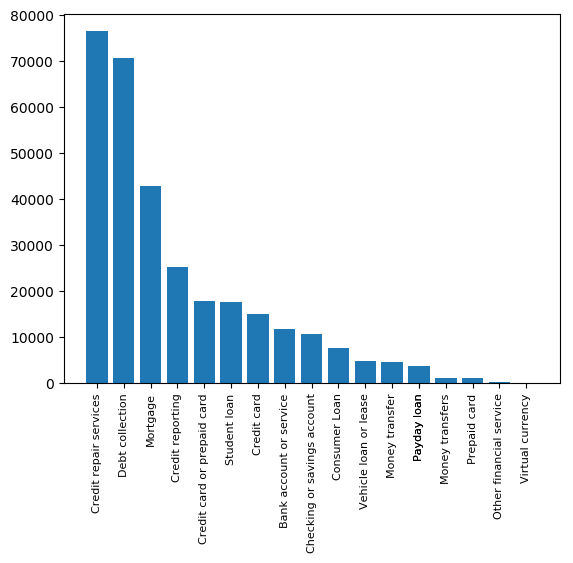 80000
70000
60000
50000
40000
30000
20000
10000
0
Credit repair services
Debt collection
Mortgage
Credit reporting
Credit card or prepaid card
Student loan
Credit card
Bank account or service
Checking or savings account
Consumer Loan
Vehicle loan or lease
Money transfer
Payday loan
Money transfers
Prepaid card
Other financial service
Virtual currency